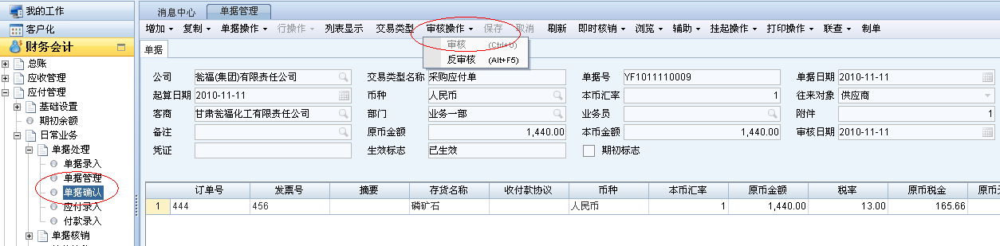 我的工作
客户化
财务会计
总账
应收管理
应付管理
基础设置
期初余额
日常业务
单据处理
单据录入
单据管理
单据确认
应付录入
付款录入
单据核销
消息中心 单据管理
增加 复制 单据操作 行操作 列表显示 交易类型 审核操作 保存 取消 刷新 即时核销 浏览 辅助 挂起操作 打印操作 联查 制单
审核 (Ctrl+U)
反审核 (Alt+F5)
单据
公司 瓮福(集团)有限责任公司 交易类型名称 采购应付单 单据号 YF1011110009 单据日期 2010-11-11
起算日期 2010-11-11 币种 人民币 本币汇率 1 往来对象 供应商
客商 甘肃瓮福化工有限责任公司 部门 业务一部 业务员 附件 1
备注 原币金额 1,440.00 本币金额 1,440.00 审核日期 2010-11-11
凭证 生效标志 已生效 期初标志
订单号 发票号 摘要 存货名称 收付款协议 币种 本币汇率 原币金额 税率 原币税金
1 444 456 磷矿石 人民币 1 1,440.00 13.00 165.66